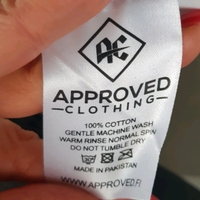 AC
APPROVED
CLOTHING
100% COTTON
GENTLE MACHINE WASH
WARM RINSE NORMAL SPIN
DO NOT TUMBLE DRY
MADE IN PAKISTAN
WWW.APPROVED.FI